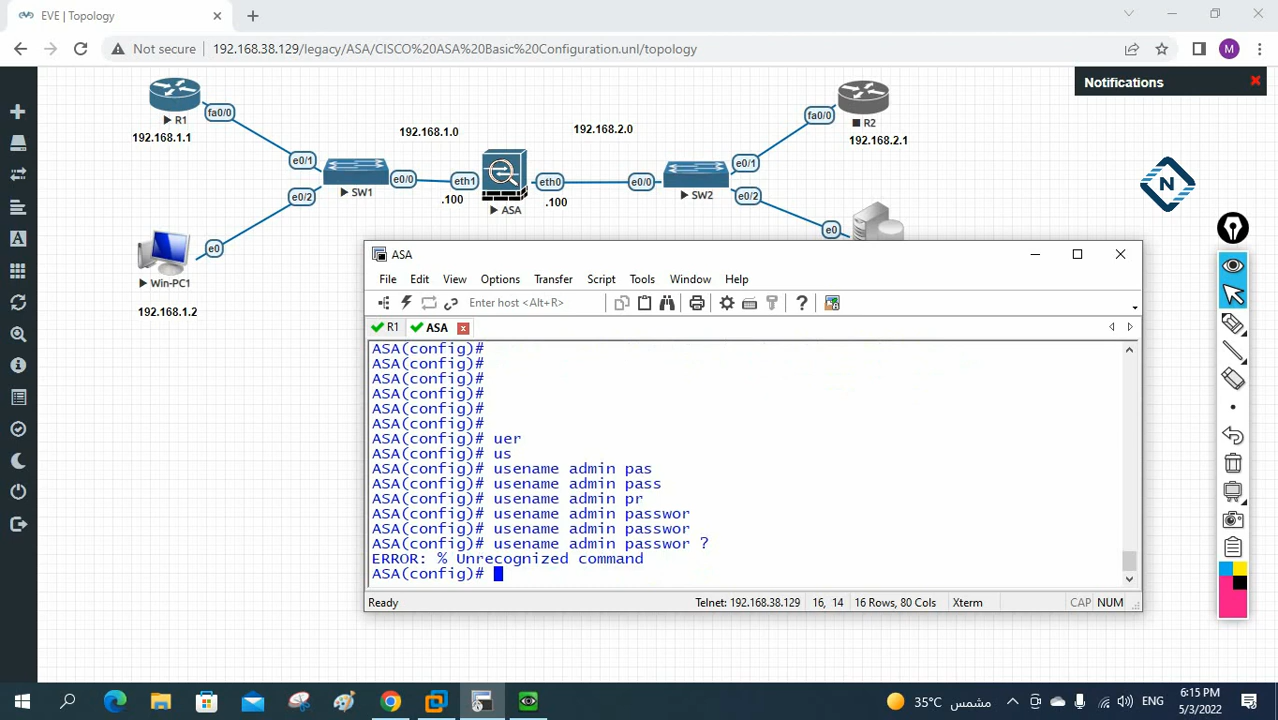 EVE | Topology
Not secure
192.168.38.129/legacy/ASA/CISCO%20ASA%20Basic%20Configuration.unl/topology
M
Notifications
R1
fa0/0
192.168.1.1
192.168.1.0
192.168.2.0
fa0/0
R2
192.168.2.1
e0/1
SW1
e0/0
eth1
.100
ASA
eth0
.100
e0/0
SW2
e0/1
e0/2
e0/2
N
e0
Win-PC1
192.168.1.2
e0
ASA
File Edit View Options Transfer Script Tools Window Help
Enter host <Alt+R>
R1
ASA
ASA(config)#
ASA(config)#
ASA(config)#
ASA(config)#
ASA(config)#
ASA(config)#
ASA(config)# uer
ASA(config)# us
ASA(config)# usename admin pas
ASA(config)# usename admin pass
ASA(config)# usename admin pr
ASA(config)# usename admin passwor
ASA(config)# usename admin passwor
ASA(config)# usename admin passwor ?
ERROR: % Unrecognized command
ASA(config)#
Ready
Telnet: 192.168.38.129
16, 14
16 Rows, 80 Cols
Xterm
CAP NUM
35° مشمس
ENG
6:15 PM
5/3/2022